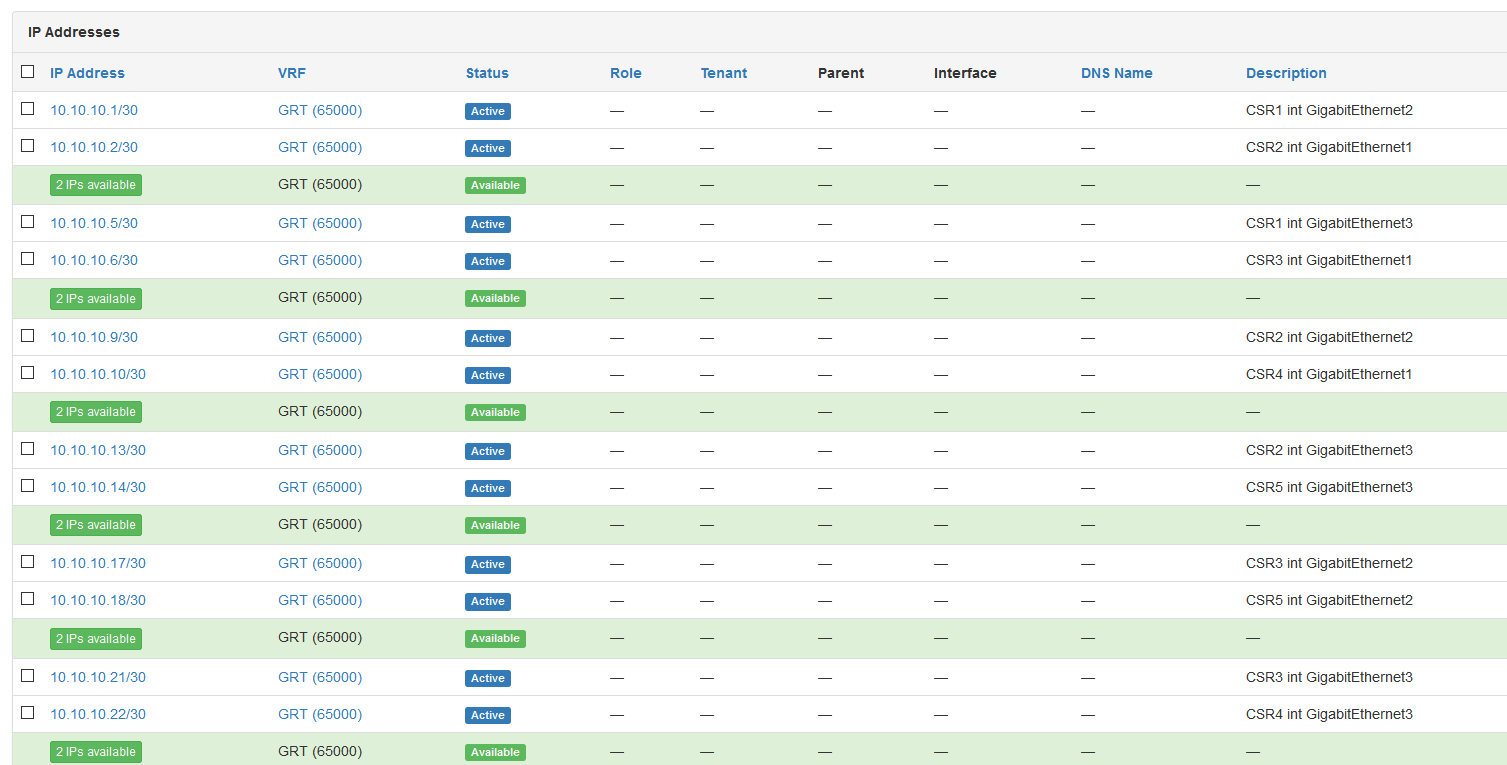 IP Addresses
IP Address VRF Status Role Tenant Parent Interface DNS Name Description
10.10.10.1/30 GRT (65000) Active — — — — — CSR1 int GigabitEthernet2
10.10.10.2/30 GRT (65000) Active — — — — — CSR2 int GigabitEthernet1
2 IPs available GRT (65000) Available — — — — — —
10.10.10.5/30 GRT (65000) Active — — — — — CSR1 int GigabitEthernet3
10.10.10.6/30 GRT (65000) Active — — — — — CSR3 int GigabitEthernet1
2 IPs available GRT (65000) Available — — — — — —
10.10.10.9/30 GRT (65000) Active — — — — — CSR2 int GigabitEthernet2
10.10.10.10/30 GRT (65000) Active — — — — — CSR4 int GigabitEthernet1
2 IPs available GRT (65000) Available — — — — — —
10.10.10.13/30 GRT (65000) Active — — — — — CSR2 int GigabitEthernet3
10.10.10.14/30 GRT (65000) Active — — — — — CSR5 int GigabitEthernet3
2 IPs available GRT (65000) Available — — — — — —
10.10.10.17/30 GRT (65000) Active — — — — — CSR3 int GigabitEthernet2
10.10.10.18/30 GRT (65000) Active — — — — — CSR5 int GigabitEthernet2
2 IPs available GRT (65000) Available — — — — — —
10.10.10.21/30 GRT (65000) Active — — — — — CSR3 int GigabitEthernet3
10.10.10.22/30 GRT (65000) Active — — — — — CSR4 int GigabitEthernet3
2 IPs available GRT (65000) Available — — — — — —